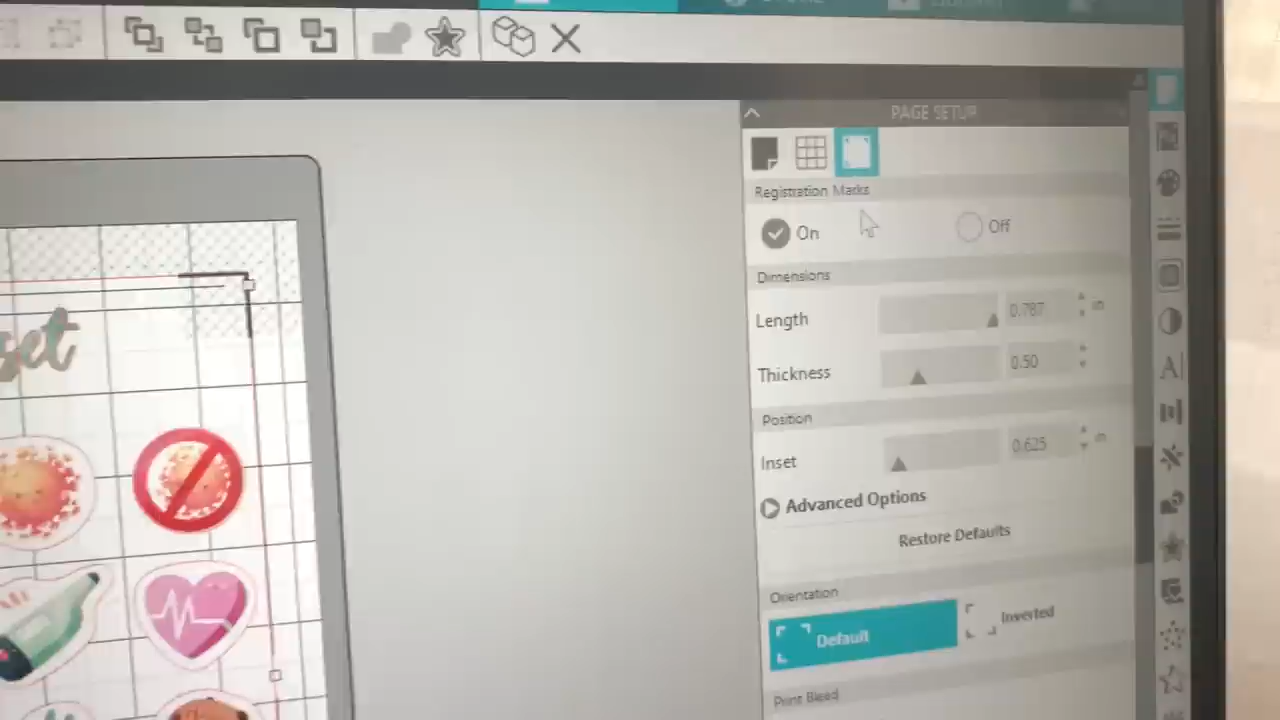 PAGE SETUP
Registration Marks
On
Off
Dimensions
Length
0.787
in
Thickness
0.50
Position
Inset
0.625
in
Advanced Options
Restore Defaults
Orientation
Default
Inverted
Print Bleed
set
A